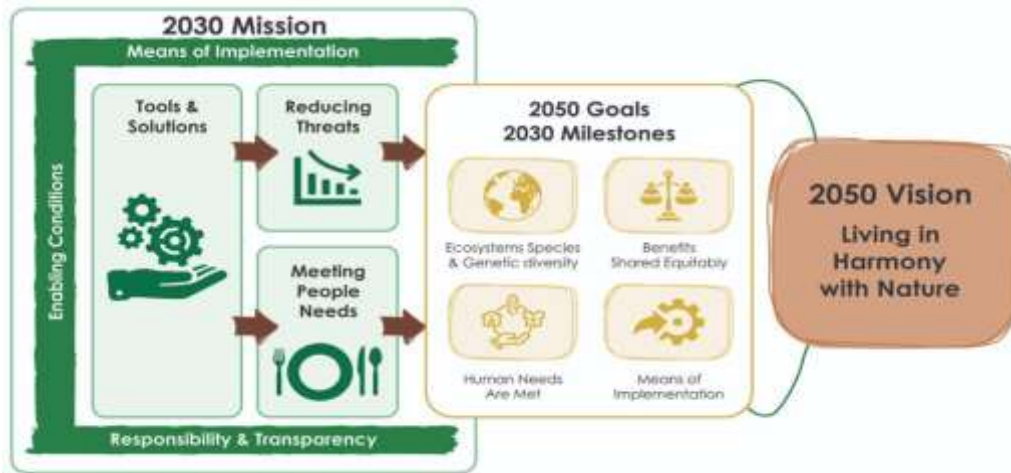 2030 Mission
Means of Implementation
Enabling Conditions
Tools &
Solutions
Reducing
Threats
Meeting
People
Needs
Responsibility & Transparency
2050 Goals
2030 Milestones
Ecosystems Species
& Genetic diversity
Benefits
Shared Equitably
Human Needs
Are Met
Means of
Implementation
2050 Vision
Living in
Harmony
with Nature